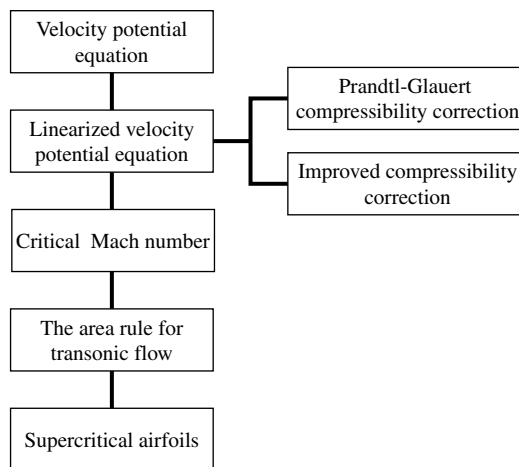 Velocity potential
equation
Linearized velocity
potential equation
Prandtl-Glauert
compressibility correction
Improved compressibility
correction
Critical Mach number
The area rule for
transonic flow
Supercritical airfoils